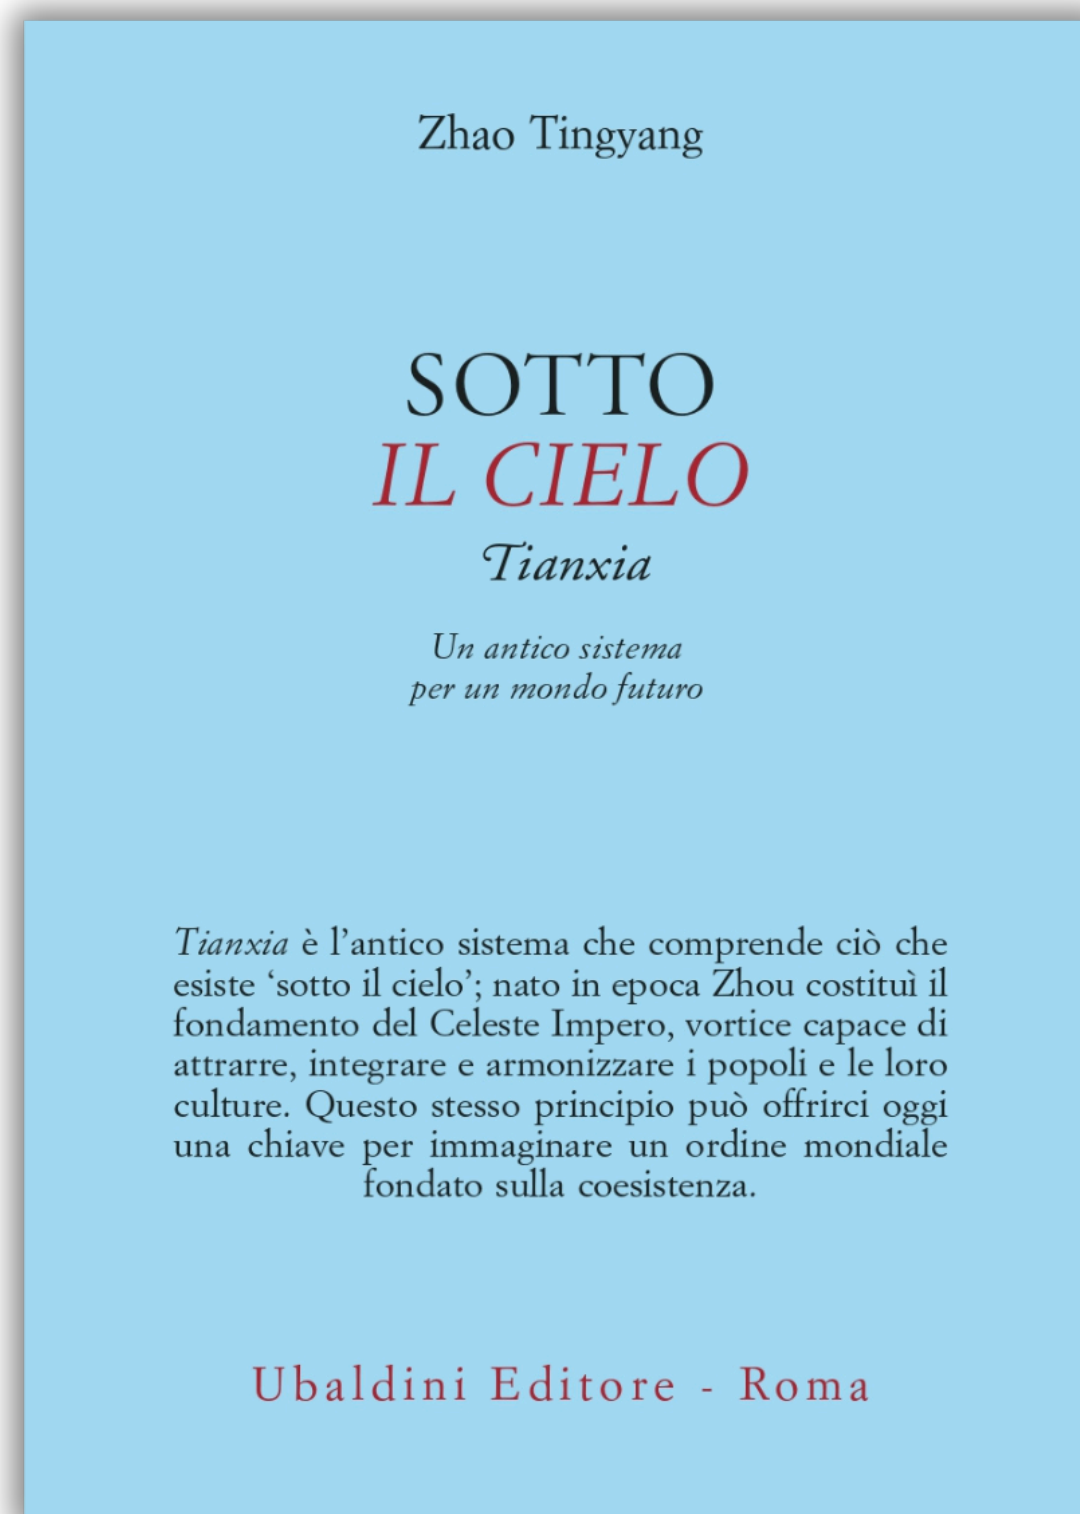 Zhao Tingyang
SOTTO
IL CIELO
Tianxia
Un antico sistema
per un mondo futuro
Tianxia è l’antico sistema che comprende ciò che
esiste ‘sotto il cielo’; nato in epoca Zhou costituì il
fondamento del Celeste Impero, vortice capace di
attrarre, integrare e armonizzare i popoli e le loro
culture. Questo stesso principio può offrirci oggi
una chiave per immaginare un ordine mondiale
fondato sulla coesistenza.
Ubaldini Editore - Roma